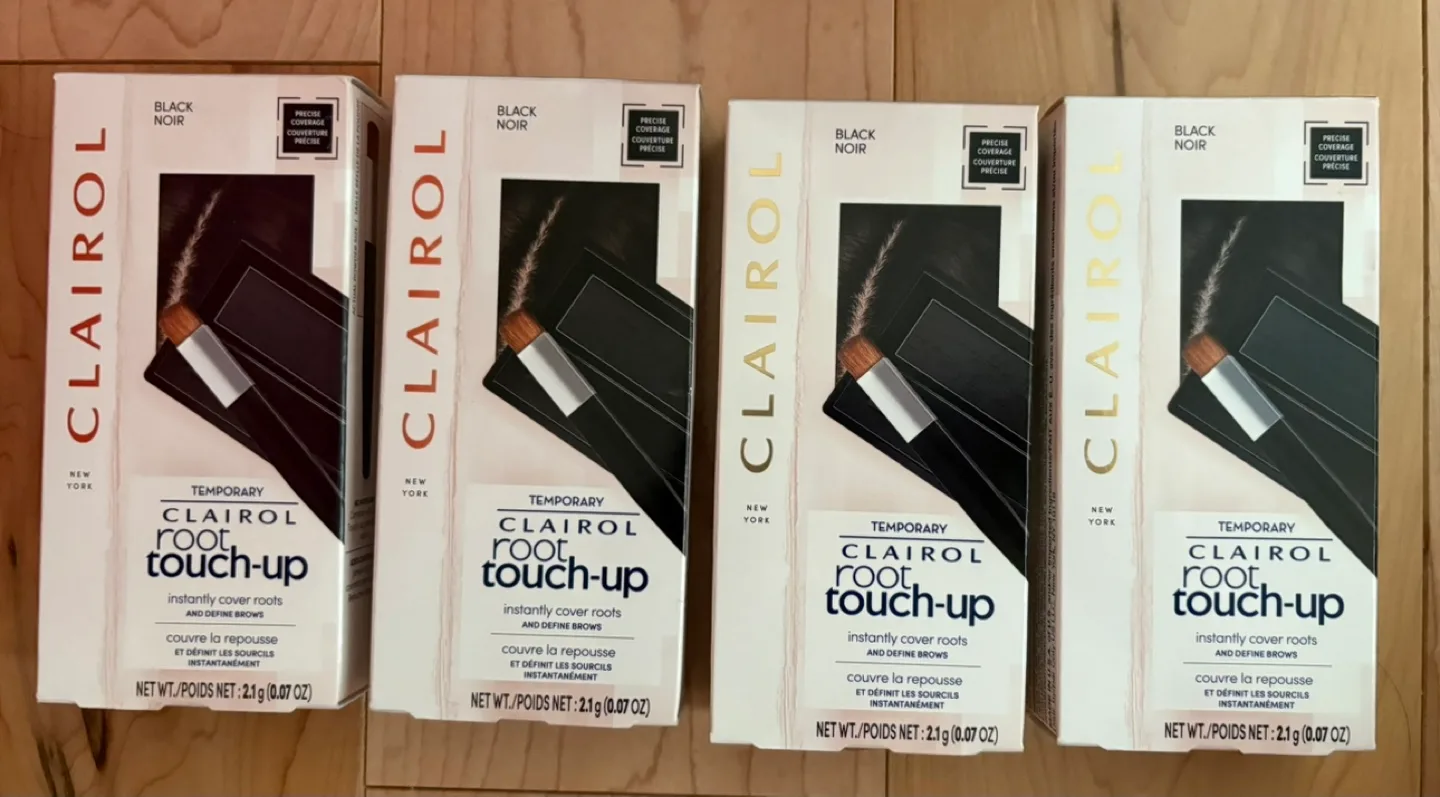 CLAIROL
NEW
YORK
BLACK
NOIR
PRECISE
COVERAGE
COUVERTURE
PRÉCISE
TEMPORARY
CLAIROL
root
touch-up
instantly cover roots
AND DEFINE BROWS
couvre la repousse
ET DÉFINIT LES SOURCILS
INSTANTANÉMENT
NET WT./POIDS NET : 2.1 g (0.07 OZ)
CLAIROL
NEW
YORK
BLACK
NOIR
PRECISE
COVERAGE
COUVERTURE
PRÉCISE
TEMPORARY
CLAIROL
root
touch-up
instantly cover roots
AND DEFINE BROWS
couvre la repousse
ET DÉFINIT LES SOURCILS
INSTANTANÉMENT
NET WT./POIDS NET : 2.1 g (0.07 OZ)
CLAIROL
NEW
YORK
BLACK
NOIR
PRECISE
COVERAGE
COUVERTURE
PRÉCISE
TEMPORARY
CLAIROL
root
touch-up
instantly cover roots
AND DEFINE BROWS
couvre la repousse
ET DÉFINIT LES SOURCILS
INSTANTANÉMENT
NET WT./POIDS NET : 2.1 g (0.07 OZ)
CLAIROL
NEW
YORK
BLACK
NOIR
PRECISE
COVERAGE
COUVERTURE
PRÉCISE
TEMPORARY
CLAIROL
root
touch-up
instantly cover roots
AND DEFINE BROWS
couvre la repousse
ET DÉFINIT LES SOURCILS
INSTANTANÉMENT
NET WT./POIDS NET : 2.1 g (0.07 OZ)